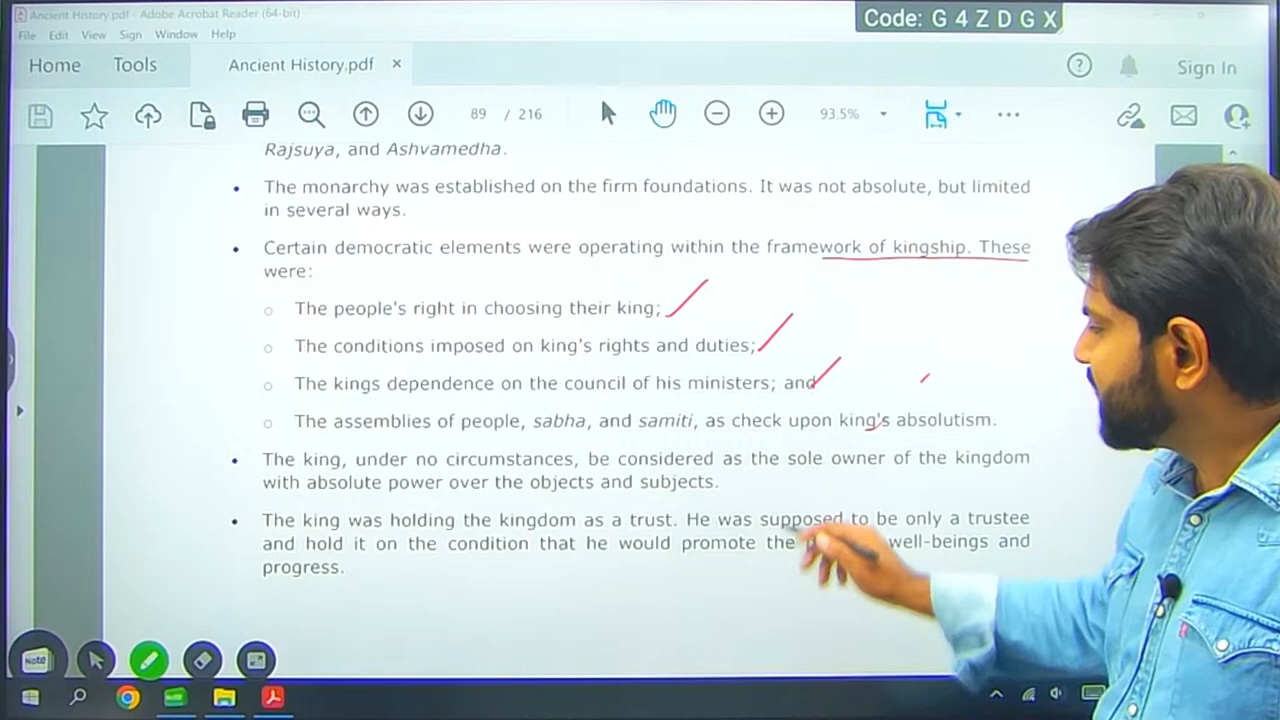 Ancient History.pdf - Adobe Acrobat Reader (64-bit)
Code: G 4 Z D G X
File Edit View Sign Window Help
Home Tools Ancient History.pdf × ? Sign In
89 / 216 93.5%
Rajsuya, and Ashvamedha.
• The monarchy was established on the firm foundations. It was not absolute, but limited
in several ways.
• Certain democratic elements were operating within the framework of kingship. These
were:
o The people's right in choosing their king;
o The conditions imposed on king's rights and duties;
o The kings dependence on the council of his ministers; and
o The assemblies of people, sabha, and samiti, as check upon king's absolutism.
• The king, under no circumstances, be considered as the sole owner of the kingdom
with absolute power over the objects and subjects.
• The king was holding the kingdom as a trust. He was supposed to be only a trustee
and hold it on the condition that he would promote the well-beings and
progress.
Note